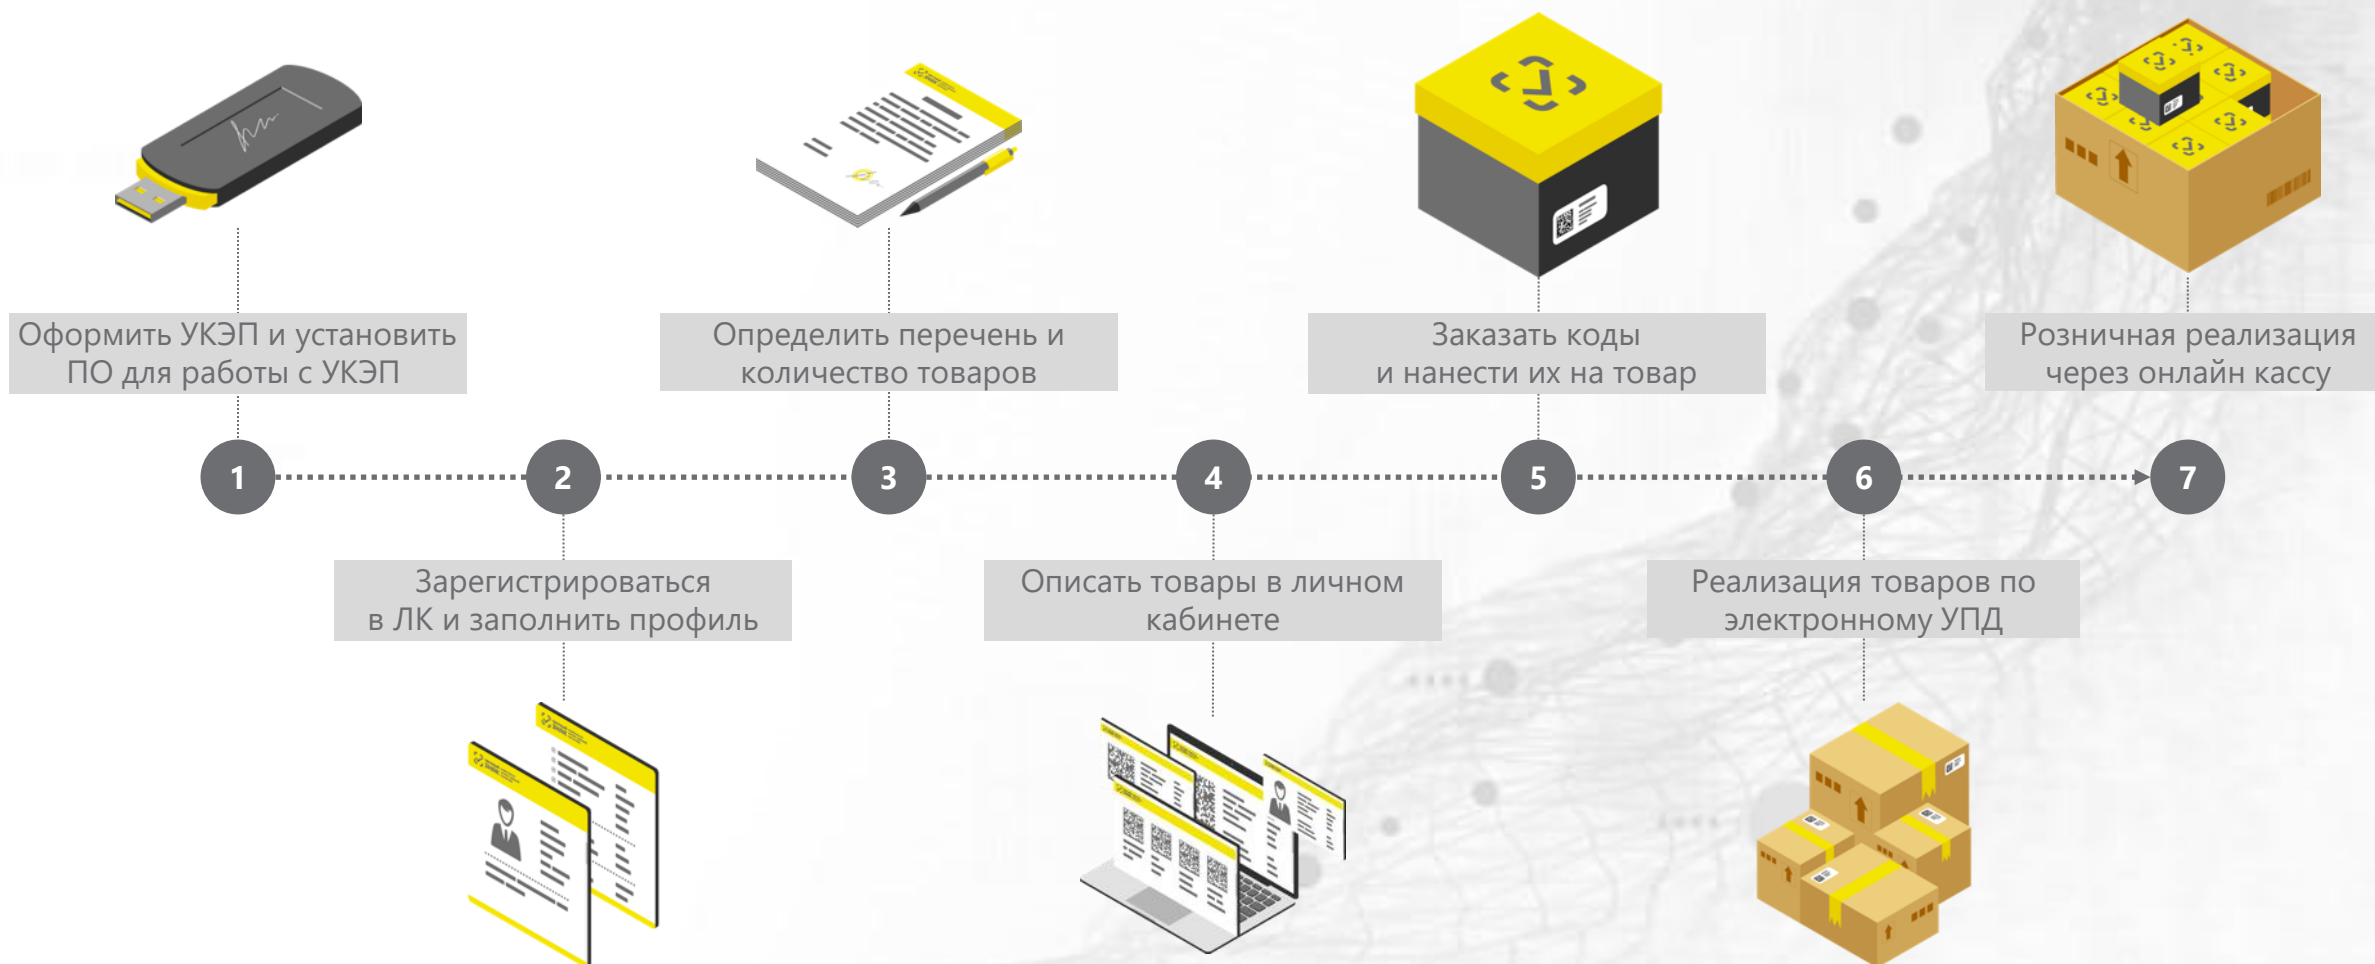 Оформить УКЭП и установить
ПО для работы с УКЭП
Определить перечень и
количество товаров
Заказать коды
и нанести их на товар
Розничная реализация
через онлайн кассу
1
2
3
4
5
6
7
Зарегистрироваться
в ЛК и заполнить профиль
Описать товары в личном
кабинете
Реализация товаров по
электронному УПД